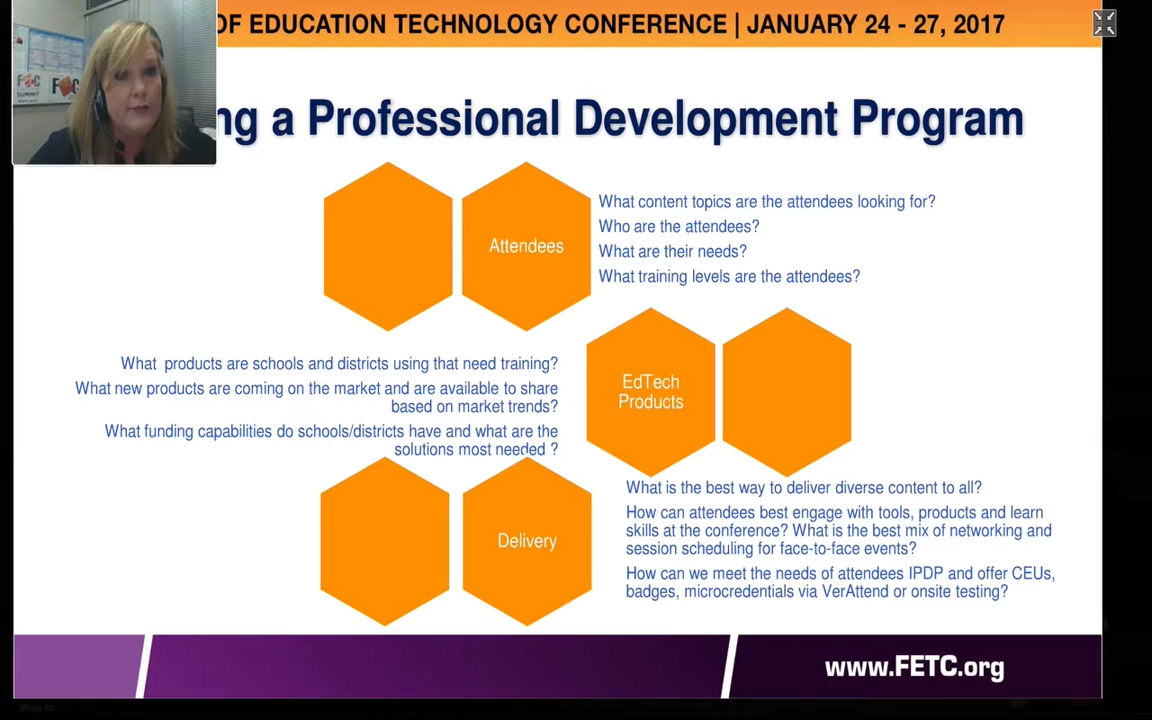 OF EDUCATION TECHNOLOGY CONFERENCE | JANUARY 24 - 27, 2017
FETC
SUMMIT
ng a Professional Development Program
Attendees
What content topics are the attendees looking for?
Who are the attendees?
What are their needs?
What training levels are the attendees?
What products are schools and districts using that need training?
What new products are coming on the market and are available to share
based on market trends?
What funding capabilities do schools/districts have and what are the
solutions most needed ?
EdTech
Products
Delivery
What is the best way to deliver diverse content to all?
How can attendees best engage with tools, products and learn
skills at the conference? What is the best mix of networking and
session scheduling for face-to-face events?
How can we meet the needs of attendees IPDP and offer CEUs,
badges, microcredentials via VerAttend or onsite testing?
www.FETC.org